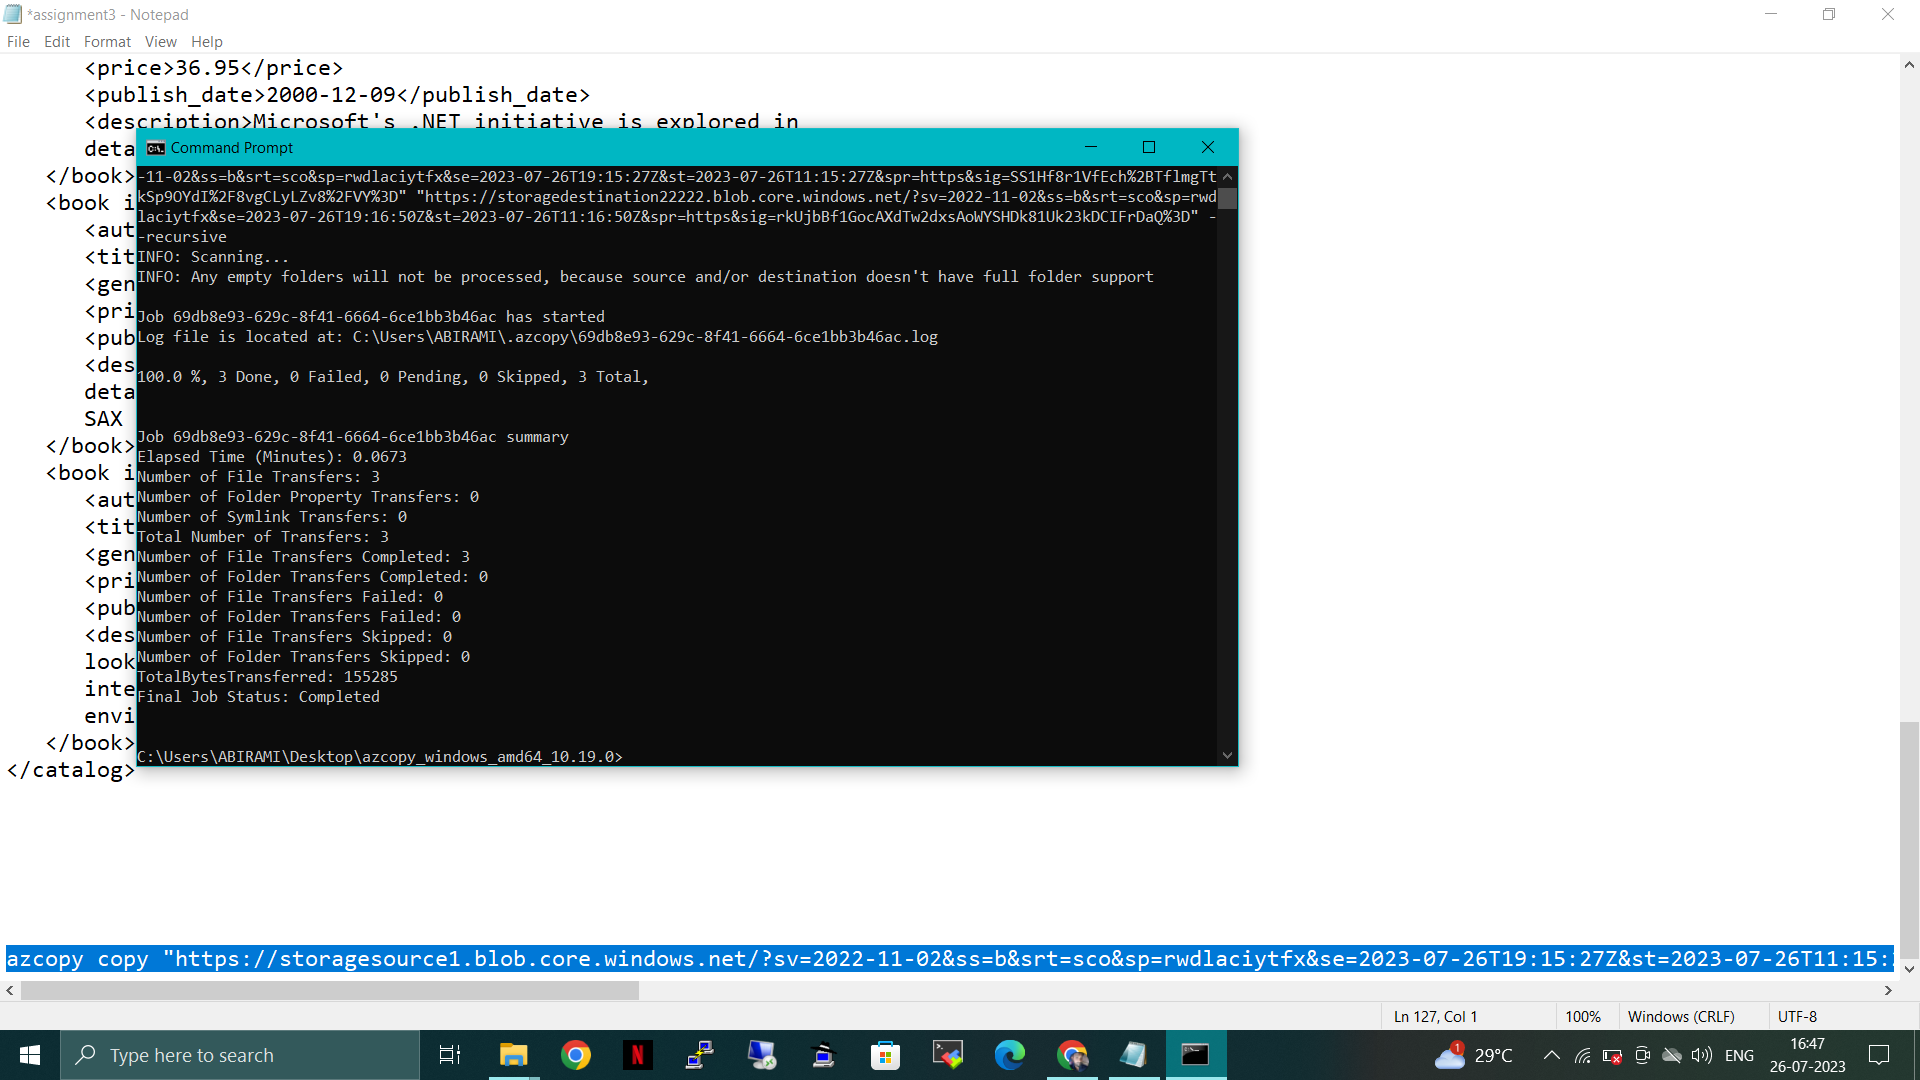 *assignment3 - Notepad
File Edit Format View Help
<price>36.95</price>
<publish_date>2000-12-09</publish_date>
<description>Microsoft's .NET initiative is explored in
deta
</book>
<book i
<aut
<tit
<gen
<pri
<pub
<des
deta
SAX
</book>
<book i
<aut
<tit
<gen
<pri
<pub
<des
look
inte
envi
</book>
</catalog>
Command Prompt
-11-02&ss=b&srt=sco&sp=rwdlaciytfx&se=2023-07-26T19:15:27Z&st=2023-07-26T11:15:27Z&spr=https&sig=SS1Hf8r1VfEch%2BTflmgTt
kSp9OYdI%2F8vgCLyLZv8%2FVY%3D" "https://storagedestination22222.blob.core.windows.net/?sv=2022-11-02&ss=b&srt=sco&sp=rwd
laciytfx&se=2023-07-26T19:16:50Z&st=2023-07-26T11:16:50Z&spr=https&sig=rkUjbBf1GocAXdTw2dxsAoWYSHDk81Uk23kDCIFrDaQ%3D" -
-recursive
INFO: Scanning...
INFO: Any empty folders will not be processed, because source and/or destination doesn't have full folder support
Job 69db8e93-629c-8f41-6664-6ce1bb3b46ac has started
Log file is located at: C:\Users\ABIRAMI\.azcopy\69db8e93-629c-8f41-6664-6ce1bb3b46ac.log
100.0 %, 3 Done, 0 Failed, 0 Pending, 0 Skipped, 3 Total,
Job 69db8e93-629c-8f41-6664-6ce1bb3b46ac summary
Elapsed Time (Minutes): 0.0673
Number of File Transfers: 3
Number of Folder Property Transfers: 0
Number of Symlink Transfers: 0
Total Number of Transfers: 3
Number of File Transfers Completed: 3
Number of Folder Transfers Completed: 0
Number of File Transfers Failed: 0
Number of Folder Transfers Failed: 0
Number of File Transfers Skipped: 0
Number of Folder Transfers Skipped: 0
TotalBytesTransferred: 155285
Final Job Status: Completed
C:\Users\ABIRAMI\Desktop\azcopy_windows_amd64_10.19.0>
azcopy copy "https://storagesource1.blob.core.windows.net/?sv=2022-11-02&ss=b&srt=sco&sp=rwdlaciytfx&se=2023-07-26T19:15:27Z&st=2023-07-26T11:15:
Ln 127, Col 1 100% Windows (CRLF) UTF-8
Type here to search
1 29°C ENG 16:47
26-07-2023